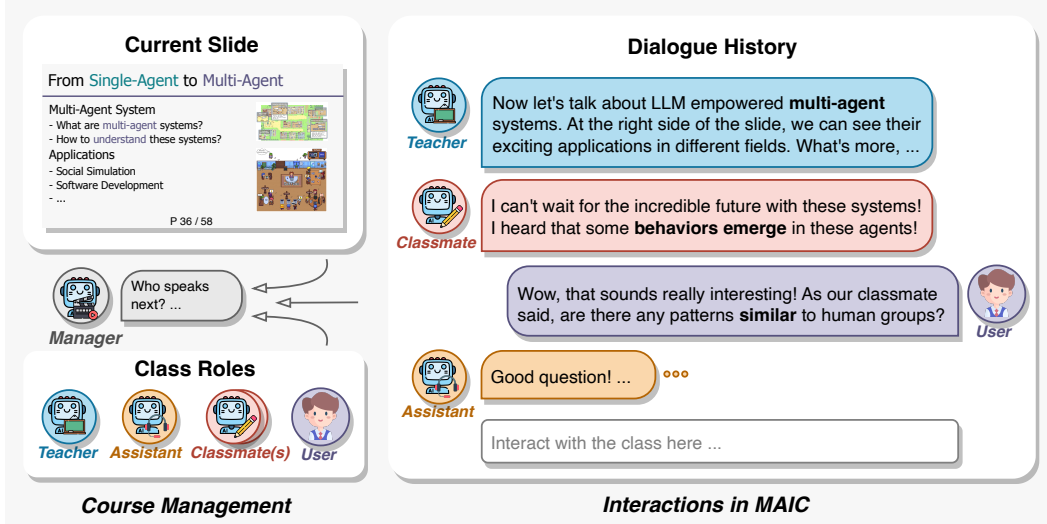 Current Slide
From Single-Agent to Multi-Agent
Multi-Agent System
- What are multi-agent systems?
- How to understand these systems?
Applications
- Social Simulation
- Software Development
- ...
P 36 / 58
Who speaks
next? ...
Manager
Class Roles
Teacher
Assistant
Classmate(s)
User
Course Management
Dialogue History
Now let's talk about LLM empowered multi-agent
systems. At the right side of the slide, we can see their
exciting applications in different fields. What's more, ...
Teacher
I can't wait for the incredible future with these systems!
I heard that some behaviors emerge in these agents!
Classmate
Wow, that sounds really interesting! As our classmate
said, are there any patterns similar to human groups?
User
Good question! ...
Assistant
Interact with the class here ...
Interactions in MAIC